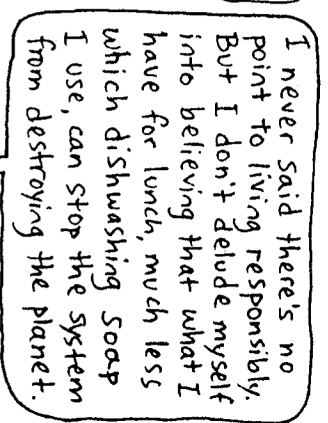 I never said there's no
point to living responsibly.
But I don't delude myself
into believing that what I
have for lunch, much less
which dishwashing soap
I use, can stop the system
from destroying the planet.